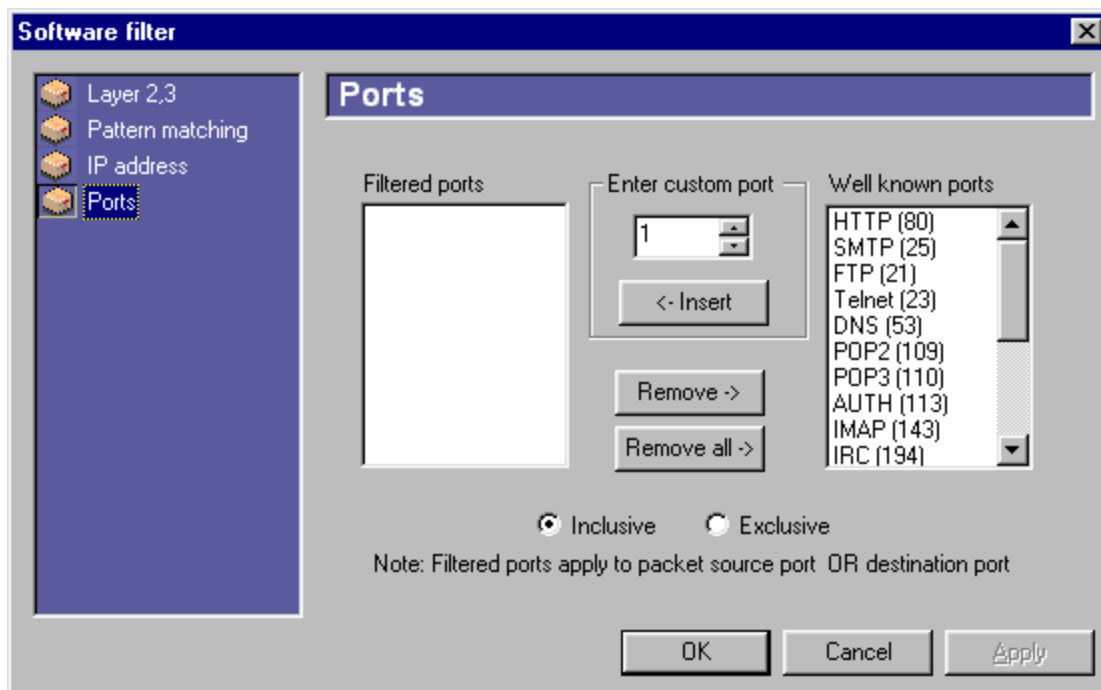 Software filter
Layer 2,3
Pattern matching
IP address
Ports
Ports
Filtered ports
Enter custom port
1
<- Insert
Remove ->
Remove all ->
Well known ports
HTTP (80)
SMTP (25)
FTP (21)
Telnet (23)
DNS (53)
POP2 (109)
POP3 (110)
AUTH (113)
IMAP (143)
IRC (194)
Inclusive
Exclusive
Note: Filtered ports apply to packet source port OR destination port
OK
Cancel
Apply